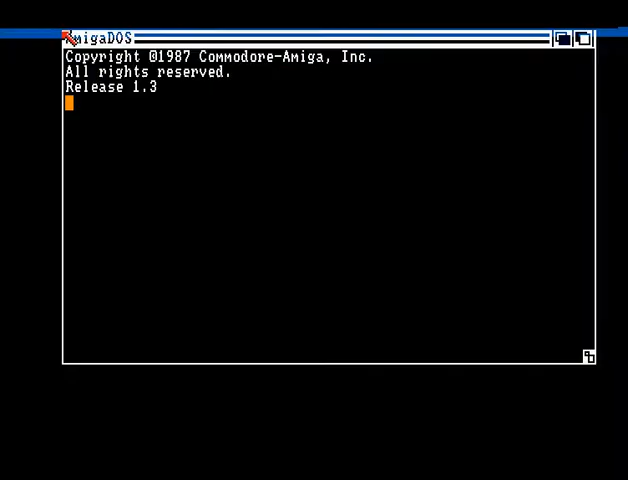 AmigaDOS
Copyright @1987 Commodore-Amiga, Inc.
All rights reserved.
Release 1.3